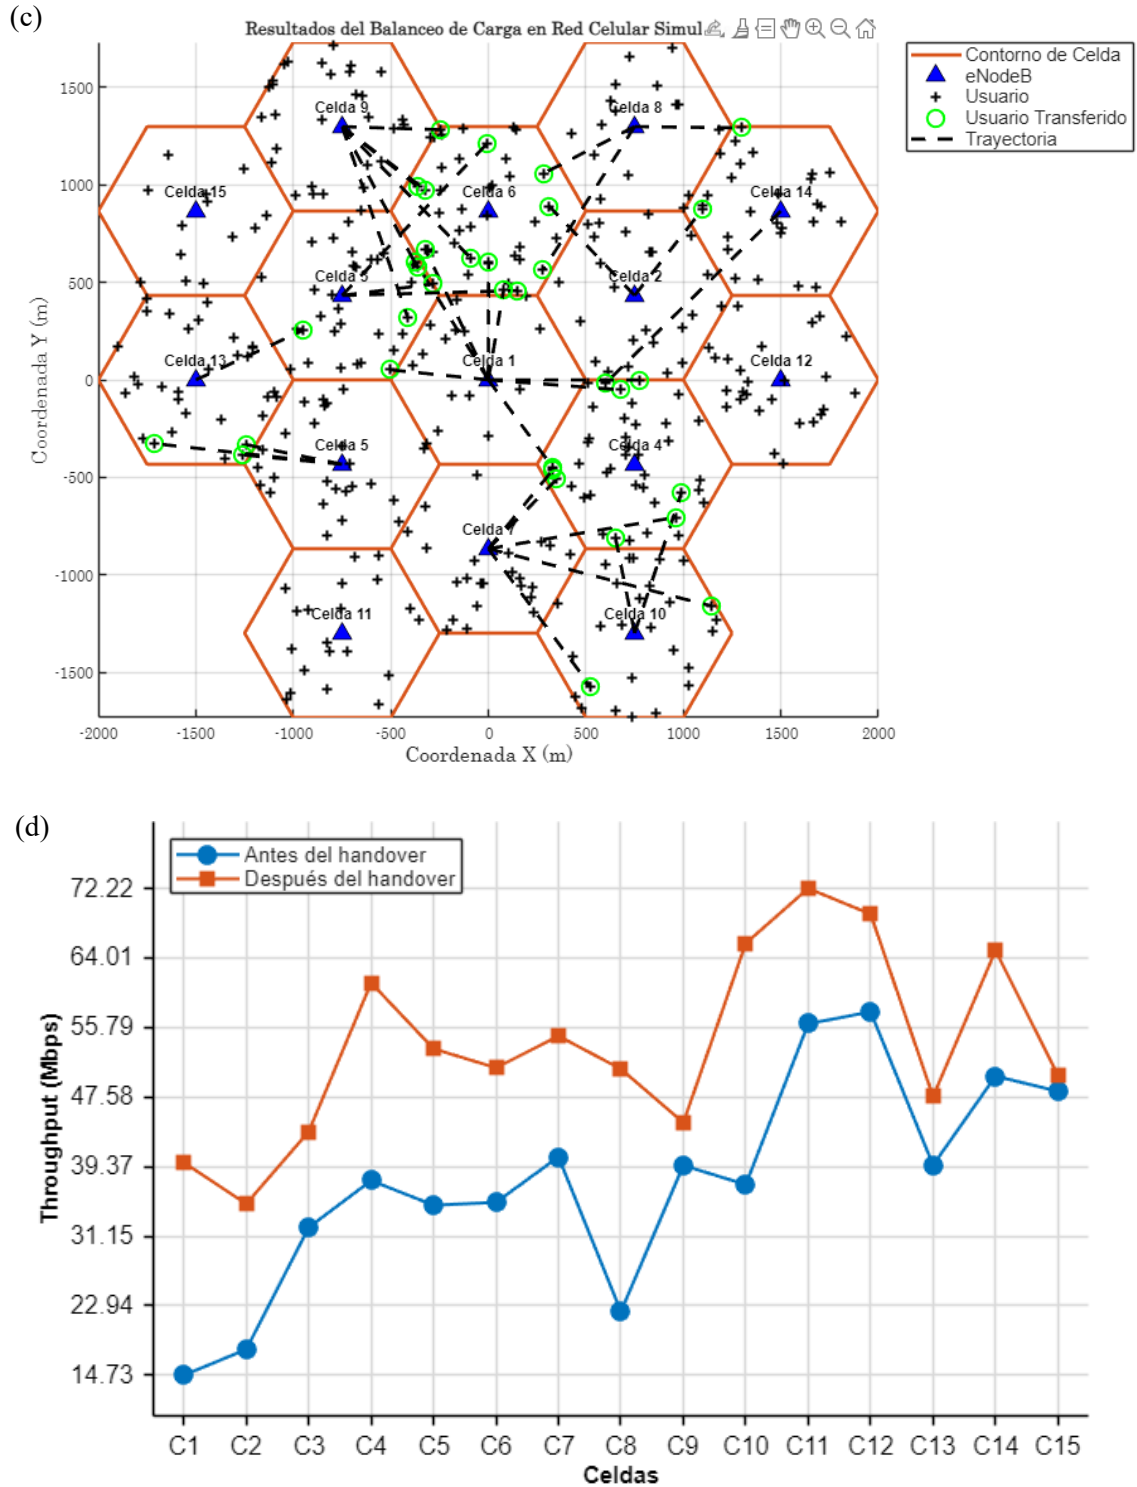 (c)
Resultados del Balanceo de Carga en Red Celular Simul
Contorno de Celda
eNodeB
Usuario
Usuario Transferido
Trayectoria
Coordenada Y (m)
1500
1000
500
0
-500
-1000
-1500
Celda 9
Celda 8
Celda 15
Celda 6
Celda 14
Celda 3
Celda 2
Celda 13
Celda 1
Celda 12
Celda 5
Celda 4
Celda 7
Celda 11
Celda 10
-2000 -1500 -1000 -500 0 500 1000 1500 2000
Coordenada X (m)
(d)
Antes del handover
Después del handover
Throughput (Mbps)
72.22
64.01
55.79
47.58
39.37
31.15
22.94
14.73
C1 C2 C3 C4 C5 C6 C7 C8 C9 C10 C11 C12 C13 C14 C15
Celdas